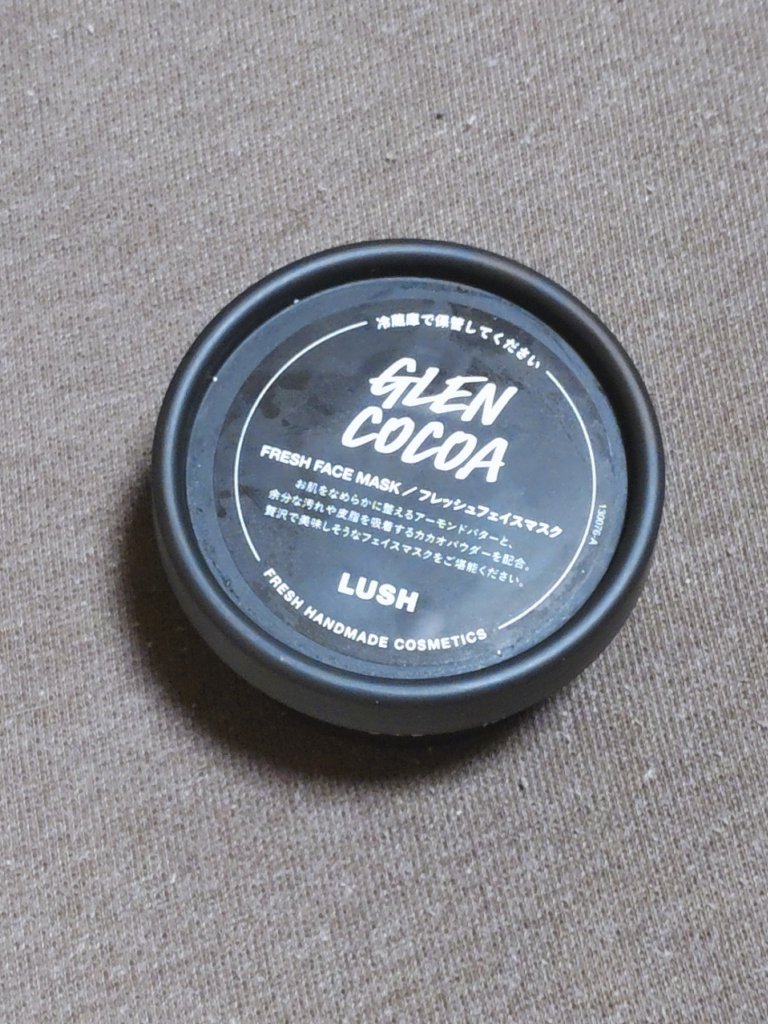 冷蔵庫で保管してください
GLEN
COCOA
FRESH FACE MASK / フレッシュフェイスマスク
お肌をなめらかに整えるアーモンドバターと、
余分な汚れや皮脂を吸着するカカオパウダーを配合。
贅沢で美味しそうなフェイスマスクをご堪能ください。
130076-A
LUSH
FRESH HANDMADE COSMETICS